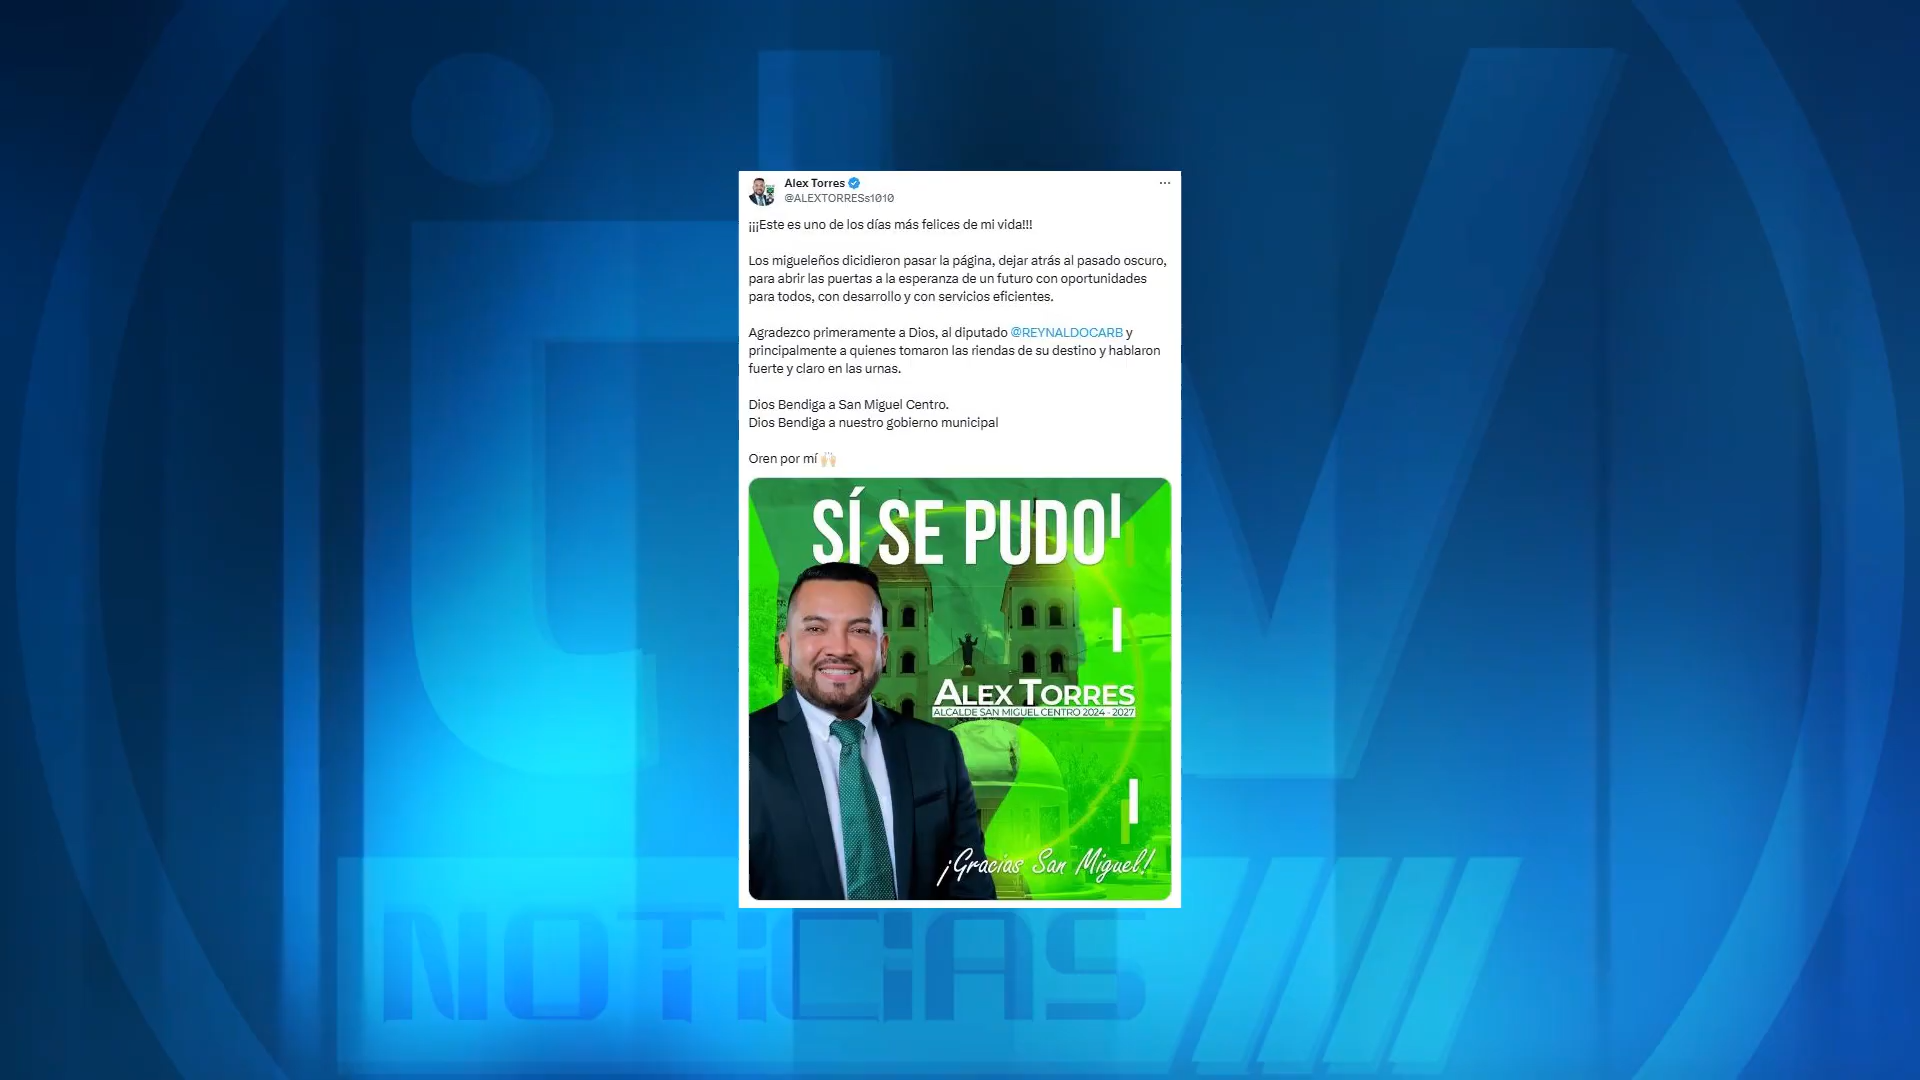 Alex Torres
@ALEXTORRESs1010
¡¡¡Este es uno de los días más felices de mi vida!!!
Los migueleños dicidieron pasar la página, dejar atrás al pasado oscuro,
para abrir las puertas a la esperanza de un futuro con oportunidades
para todos, con desarrollo y con servicios eficientes.
Agradezco primeramente a Dios, al diputado @REYNALDOCARB y
principalmente a quienes tomaron las riendas de su destino y hablaron
fuerte y claro en las urnas.
Dios Bendiga a San Miguel Centro.
Dios Bendiga a nuestro gobierno municipal
Oren por mí 🙌🏻
SÍ SE PUDO
ALEX TORRES
ALCALDE SAN MIGUEL CENTRO 2024 - 2027
¡Gracias San Miguel!
NOTICIAS